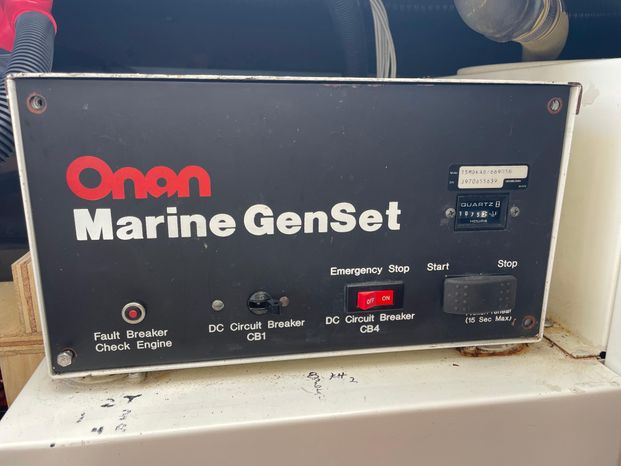 Onan
Marine GenSet
QUARTZ
HOURS
Emergency Stop
Start Stop
OFF ON
Fault Breaker
Check Engine
DC Circuit Breaker
CB1
DC Circuit Breaker
CB4
(15 Sec Max)